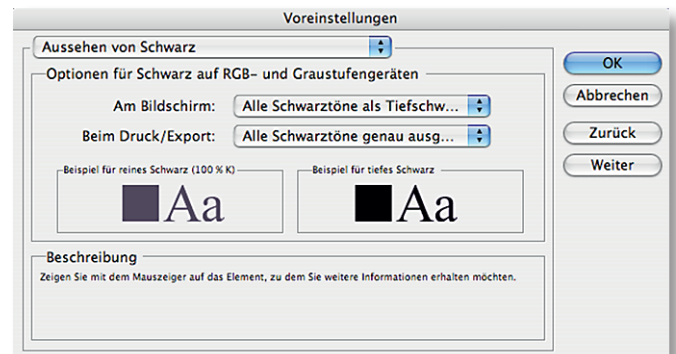 Voreinstellungen
Aussehen von Schwarz
Optionen für Schwarz auf RGB- und Graustufengeräten
Am Bildschirm: Alle Schwarztöne als Tiefschw...
Beim Druck/Export: Alle Schwarztöne genau ausg...
Beispiel für reines Schwarz (100 % K)
Aa
Beispiel für tiefes Schwarz
Aa
Beschreibung
Zeigen Sie mit dem Mauszeiger auf das Element, zu dem Sie weitere Informationen erhalten möchten.
OK
Abbrechen
Zurück
Weiter